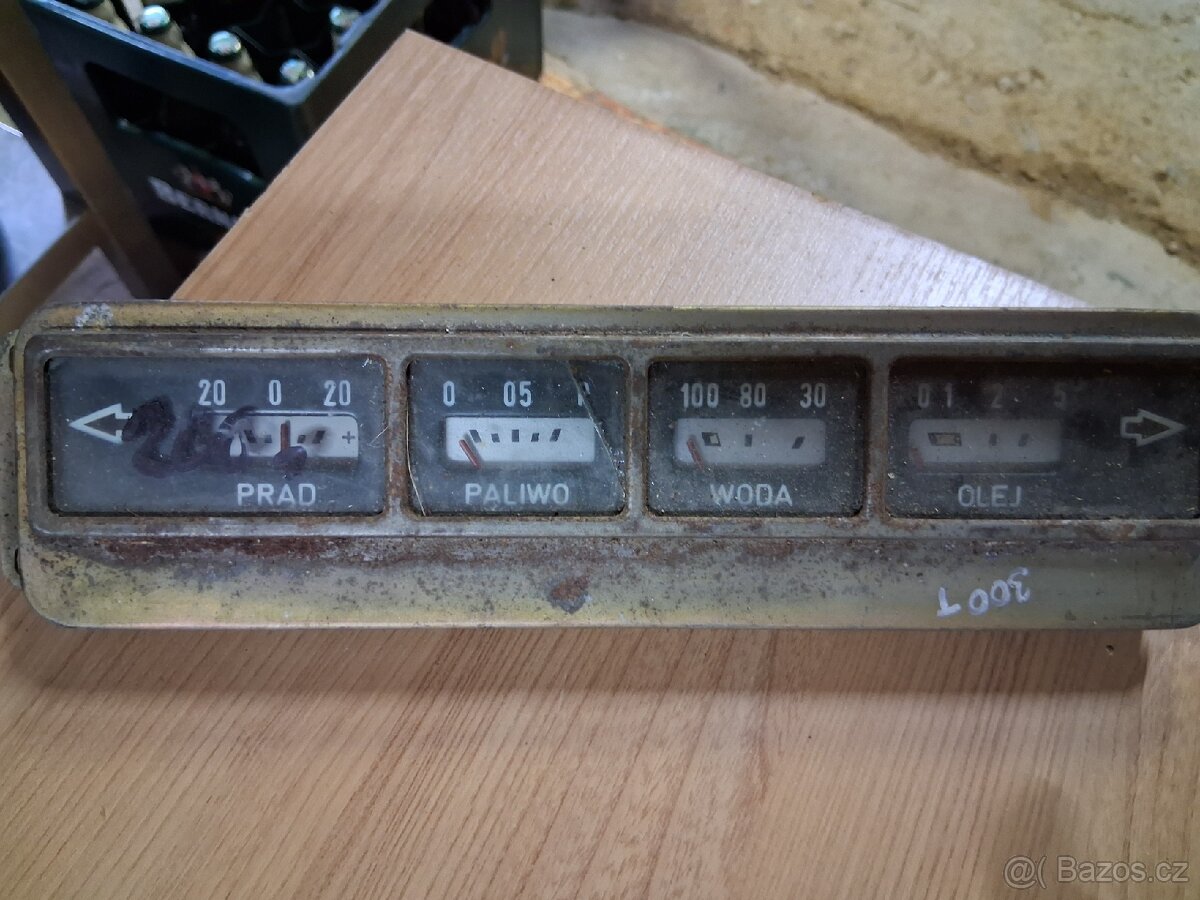 20 0 20
+
PRAD
0 05 1
PALIWO
100 80 30
WODA
0 1 2 5
OLEJ
300T
@( Bazos.cz